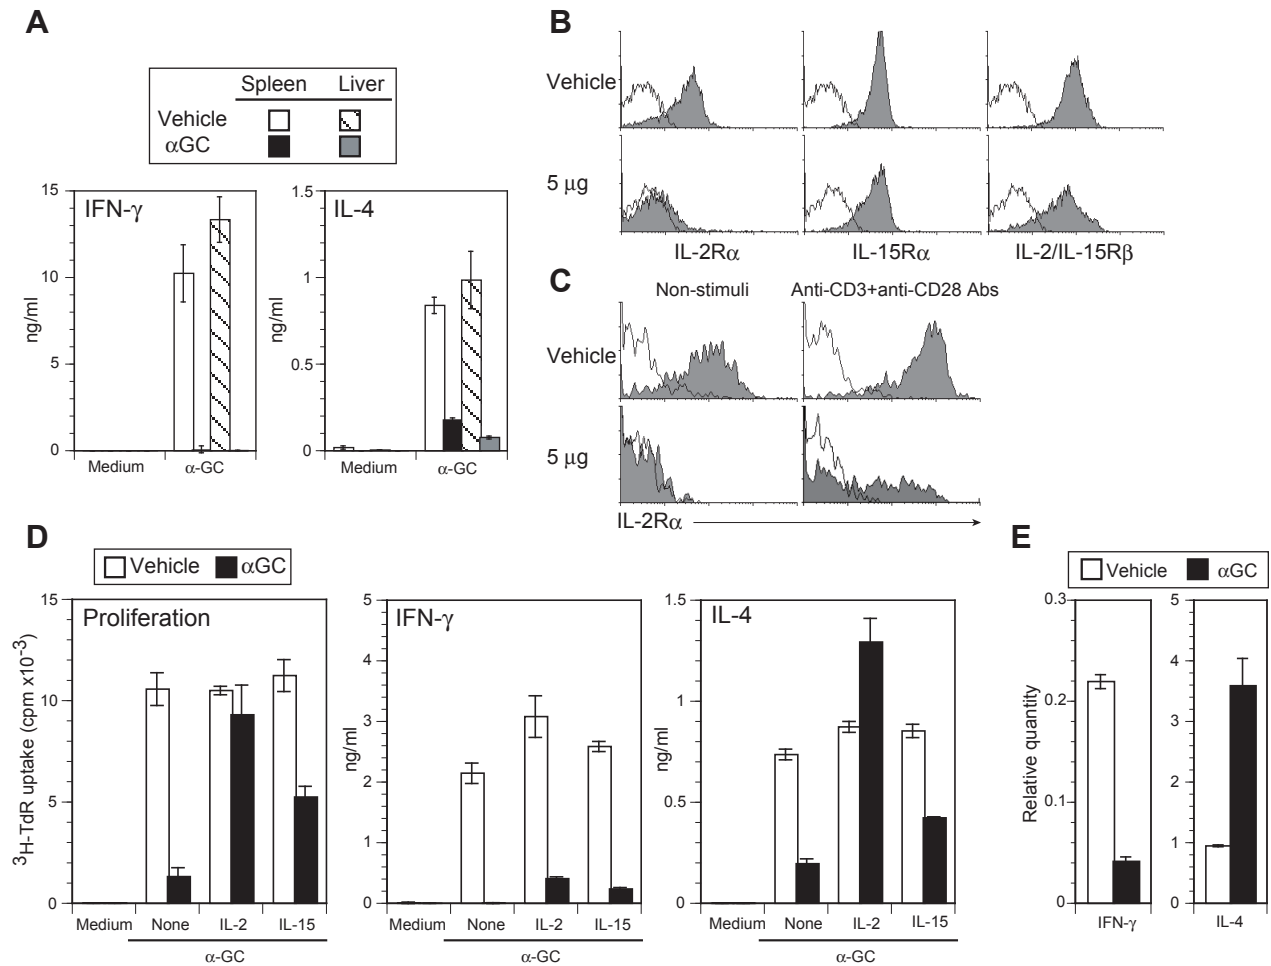 A
Spleen Liver
Vehicle
αGC
IFN-γ
15
10
5
0
ng/ml
Medium α-GC
IL-4
1.5
1
0.5
0
ng/ml
Medium α-GC
B
Vehicle
5 μg
IL-2Rα IL-15Rα IL-2/IL-15Rβ
C
Non-stimuli Anti-CD3+anti-CD28 Abs
Vehicle
5 μg
IL-2Rα
D
Vehicle αGC
Proliferation
15
10
5
0
³H-TdR uptake (cpm x10⁻³)
Medium None IL-2 IL-15
α-GC
IFN-γ
5
4
3
2
1
0
ng/ml
Medium None IL-2 IL-15
α-GC
IL-4
1.5
1
0.5
0
ng/ml
Medium None IL-2 IL-15
α-GC
E
Vehicle αGC
0.3
0.2
0.1
0
Relative quantity
IFN-γ
5
4
3
2
1
0
IL-4